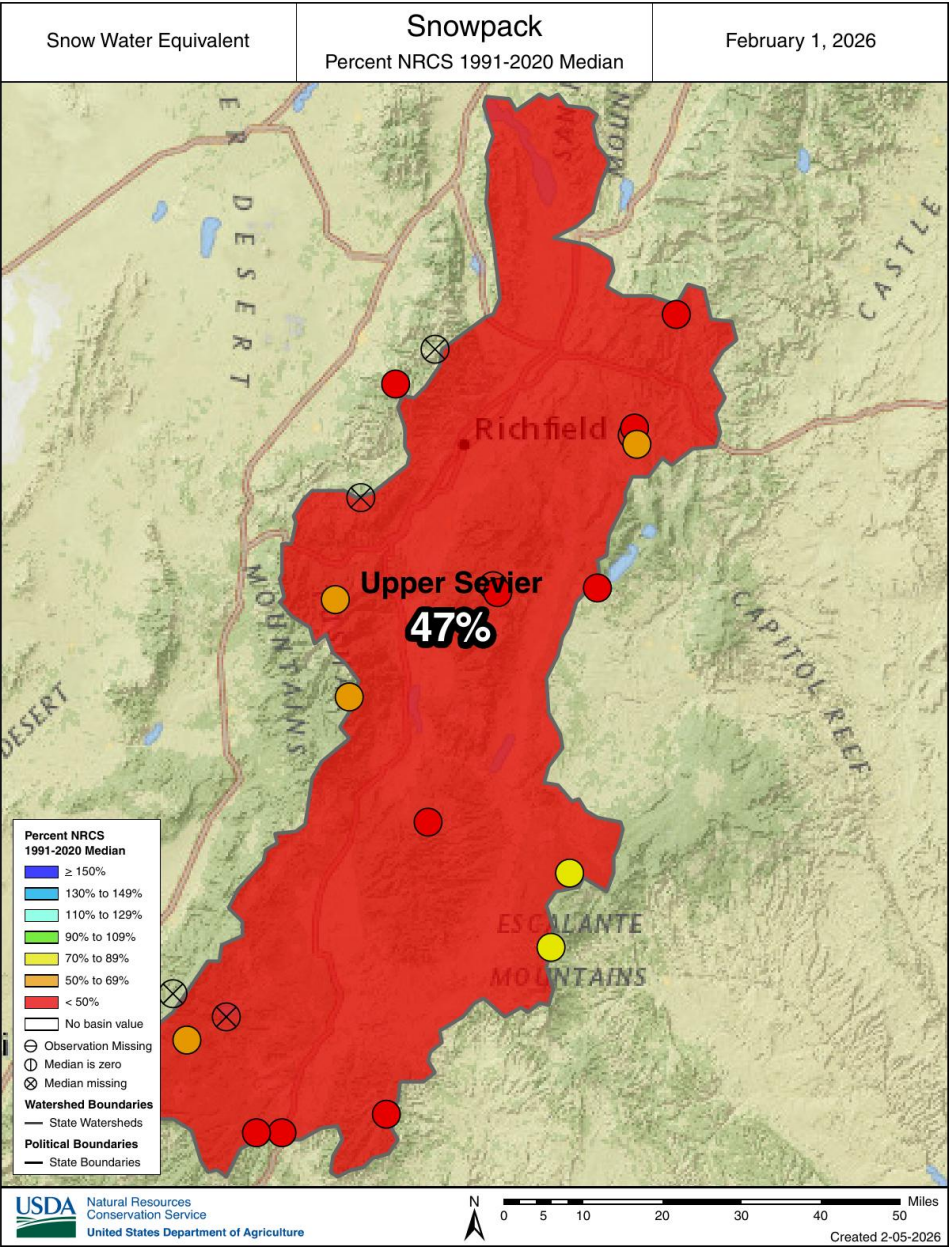 Snow Water Equivalent
Snowpack
Percent NRCS 1991-2020 Median
February 1, 2026
SAN
MOUN
E R D E S E R T
CASTLE
Richfield
Upper Sevier
47%
MOUNTAINS
CAPITOL REEF
DESERT
ESCALANTE
MOUNTAINS
Percent NRCS
1991-2020 Median
≥ 150%
130% to 149%
110% to 129%
90% to 109%
70% to 89%
50% to 69%
< 50%
No basin value
Observation Missing
Median is zero
Median missing
Watershed Boundaries
State Watersheds
Political Boundaries
State Boundaries
USDA
Natural Resources
Conservation Service
United States Department of Agriculture
N
Miles
0 5 10 20 30 40 50
Created 2-05-2026